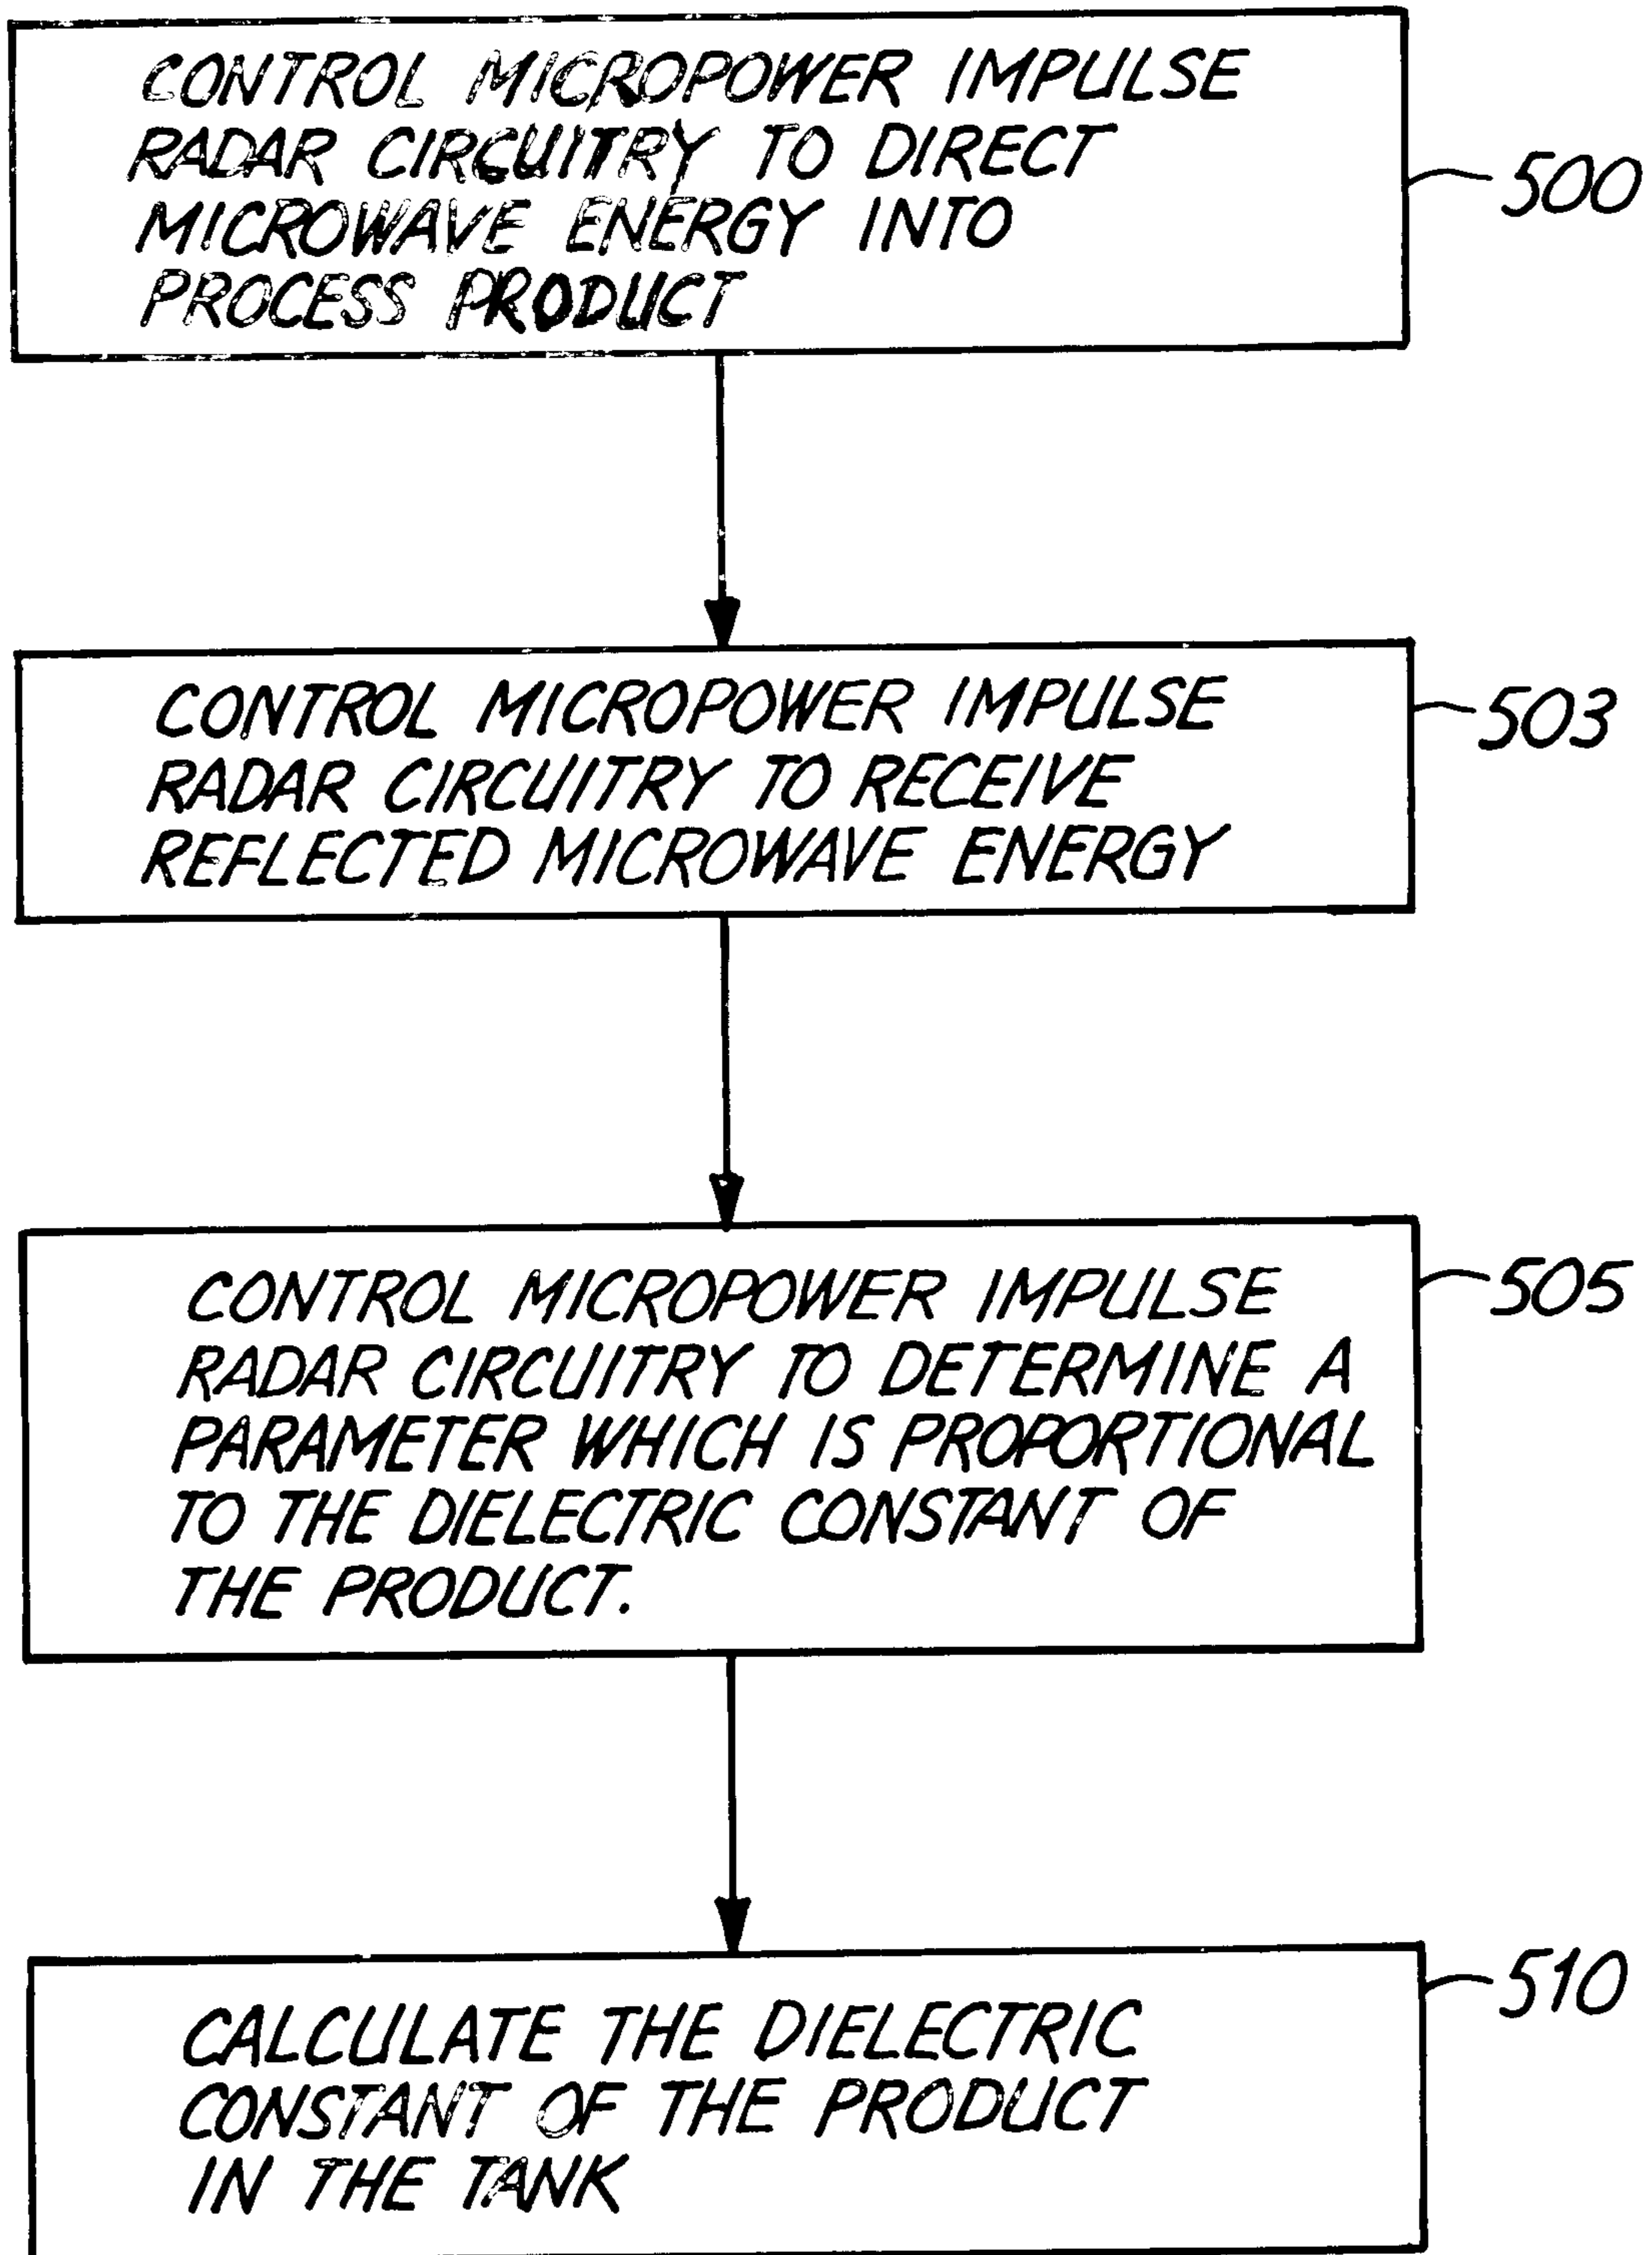 CONTROL MICROPOWER IMPULSE
RADAR CIRCUITRY TO DIRECT
MICROWAVE ENERGY INTO
PROCESS PRODUCT
500
CONTROL MICROPOWER IMPULSE
RADAR CIRCUITRY TO RECEIVE
REFLECTED MICROWAVE ENERGY
503
CONTROL MICROPOWER IMPULSE
RADAR CIRCUITRY TO DETERMINE A
PARAMETER WHICH IS PROPORTIONAL
TO THE DIELECTRIC CONSTANT OF
THE PRODUCT.
505
CALCULATE THE DIELECTRIC
CONSTANT OF THE PRODUCT
IN THE TANK
510